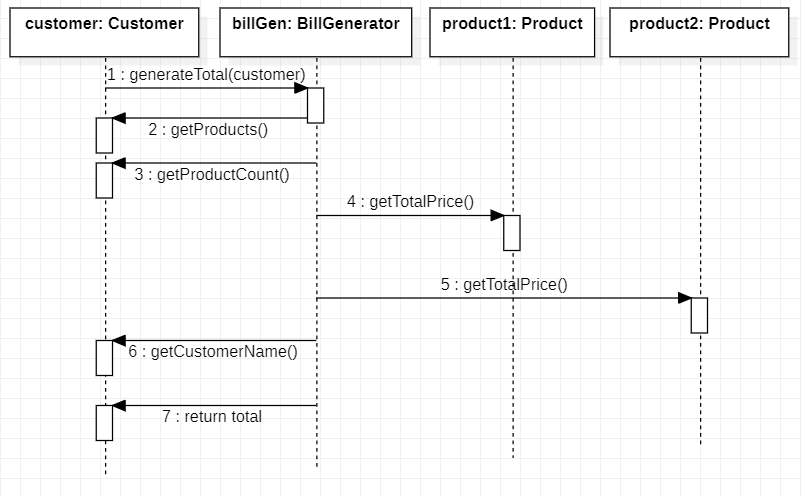 customer: Customer
billGen: BillGenerator
product1: Product
product2: Product
1 : generateTotal(customer)
2 : getProducts()
3 : getProductCount()
4 : getTotalPrice()
5 : getTotalPrice()
6 : getCustomerName()
7 : return total